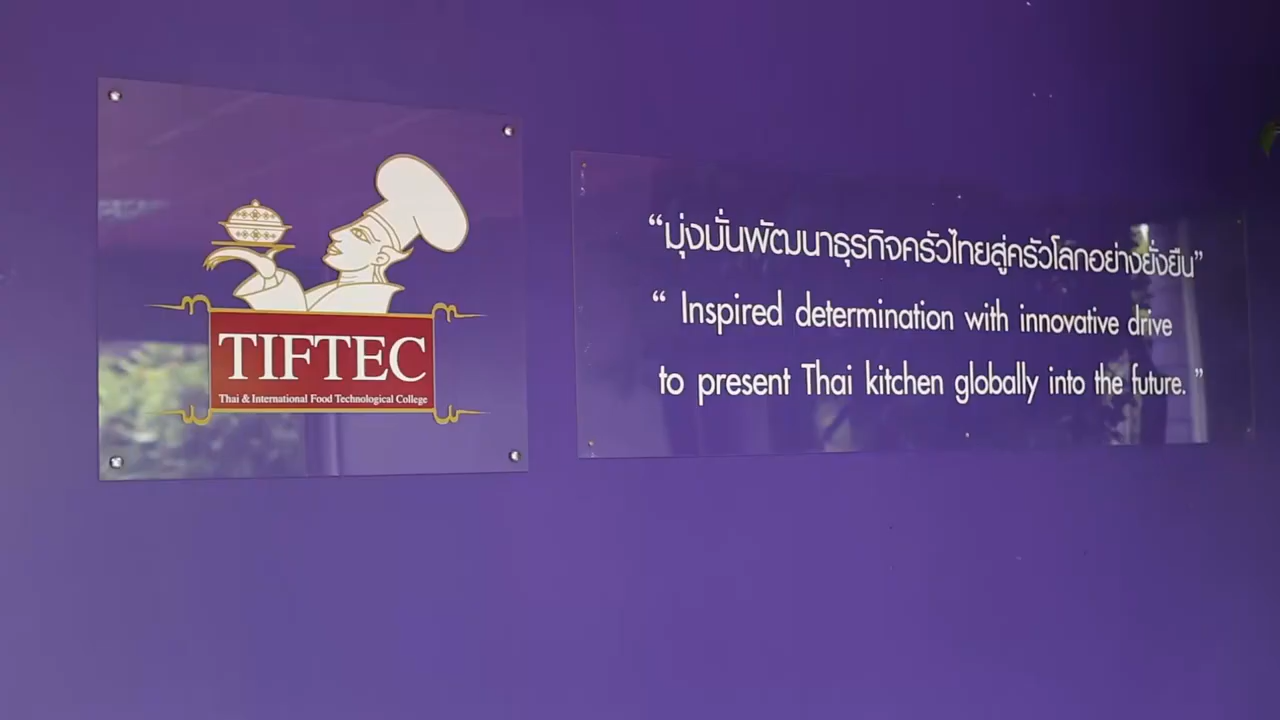 TIFTEC
Thai & International Food Technological College
“มุ่งมั่นพัฒนาธุรกิจครัวไทยสู่ครัวโลกอย่างยั่งยืน”
“ Inspired determination with innovative drive
to present Thai kitchen globally into the future. ”